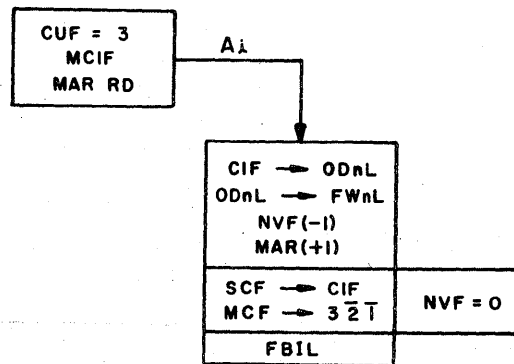 CUF = 3
MCIF
MAR RD
Ai
CIF → ODnL
ODnL → FWnL
NVF(-1)
MAR(+1)
SCF → CIF
MCF → 3 2̅ 1̅
NVF = 0
FBIL